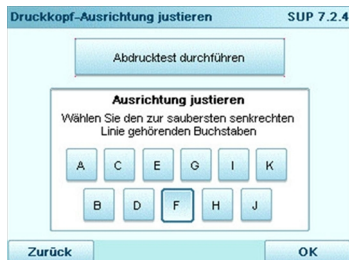 Druckkopf-Ausrichtung justieren SUP 7.2.4
Abdrucktest durchführen
Ausrichtung justieren
Wählen Sie den zur saubersten senkrechten
Linie gehörenden Buchstaben
A C E G I K
B D F H J
Zurück OK